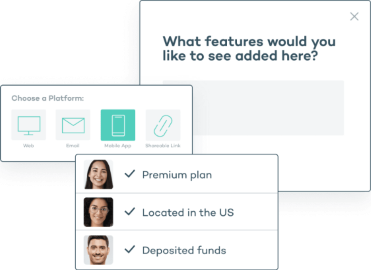 What features would you
like to see added here?
Choose a Platform:
Web
Email
Mobile App
Shareable Link
Premium plan
Located in the US
Deposited funds